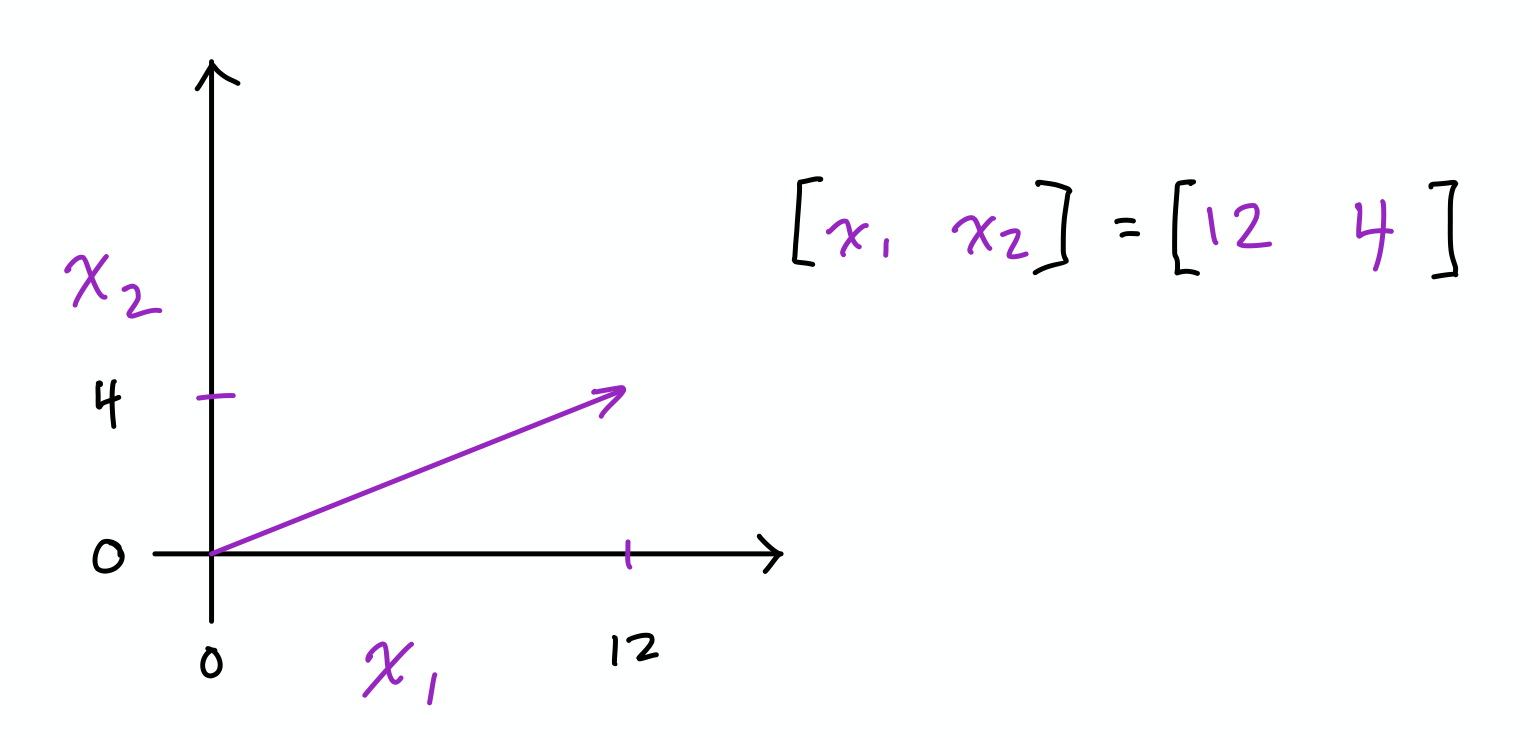 [x₁ x₂] = [12 4]
x₂
4
0
0 x₁ 12